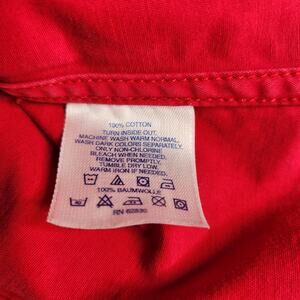 100% COTTON
TURN INSIDE OUT.
MACHINE WASH WARM NORMAL.
WASH DARK COLORS SEPARATELY.
ONLY NON-CHLORINE
BLEACH WHEN NEEDED.
REMOVE PROMPTLY.
TUMBLE DRY LOW.
WARM IRON IF NEEDED.
100% BAUMWOLLE
RN